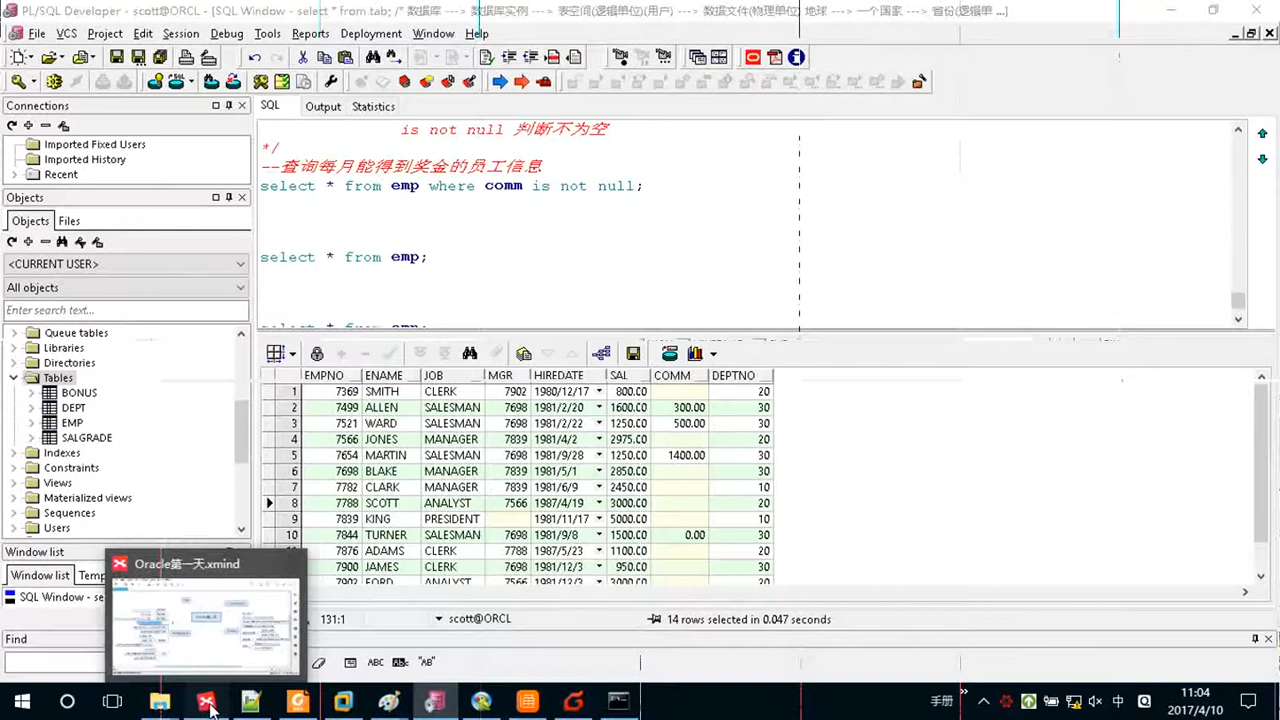 PL/SQL Developer - scott@ORCL - [SQL Window - select * from tab; /* 数据库 ---> 数据库实例 ---> 表空间(逻辑单位)(用户) ---> 数据文件(物理单位) 地球 ---> 一个国家 ---> 省份(逻辑单 ...]
File VCS Project Edit Session Debug Tools Reports Deployment Window Help
Connections
Imported Fixed Users
Imported History
Recent
Objects
Objects Files
<CURRENT USER>
All objects
Enter search text...
Queue tables
Libraries
Directories
Tables
BONUS
DEPT
EMP
SALGRADE
Indexes
Constraints
Views
Materialized views
Sequences
Users
Window list
Window list Temp
SQL Window - se
Find
SQL Output Statistics
is not null 判断不为空
*/
--查询每月能得到奖金的员工信息
select * from emp where comm is not null;
select * from emp;
select * from emp;
EMPNO ENAME JOB MGR HIREDATE SAL COMM DEPTNO
1 7369 SMITH CLERK 7902 1980/12/17 800.00 20
2 7499 ALLEN SALESMAN 7698 1981/2/20 1600.00 300.00 30
3 7521 WARD SALESMAN 7698 1981/2/22 1250.00 500.00 30
4 7566 JONES MANAGER 7839 1981/4/2 2975.00 20
5 7654 MARTIN SALESMAN 7698 1981/9/28 1250.00 1400.00 30
6 7698 BLAKE MANAGER 7839 1981/5/1 2850.00 30
7 7782 CLARK MANAGER 7839 1981/6/9 2450.00 10
8 7788 SCOTT ANALYST 7566 1987/4/19 3000.00 20
9 7839 KING PRESIDENT 1981/11/17 5000.00 10
10 7844 TURNER SALESMAN 7698 1981/9/8 1500.00 0.00 30
7876 ADAMS CLERK 7788 1987/5/23 1100.00 20
7900 JAMES CLERK 7698 1981/12/3 950.00 30
7902 FORD ANALYST 7566 1981/12/3 3000.00 20
131:1 scott@ORCL 14 rows selected in 0.047 seconds
ABC "AB"
Oracle第一天.xmind
手册 中 11:04
2017/4/10